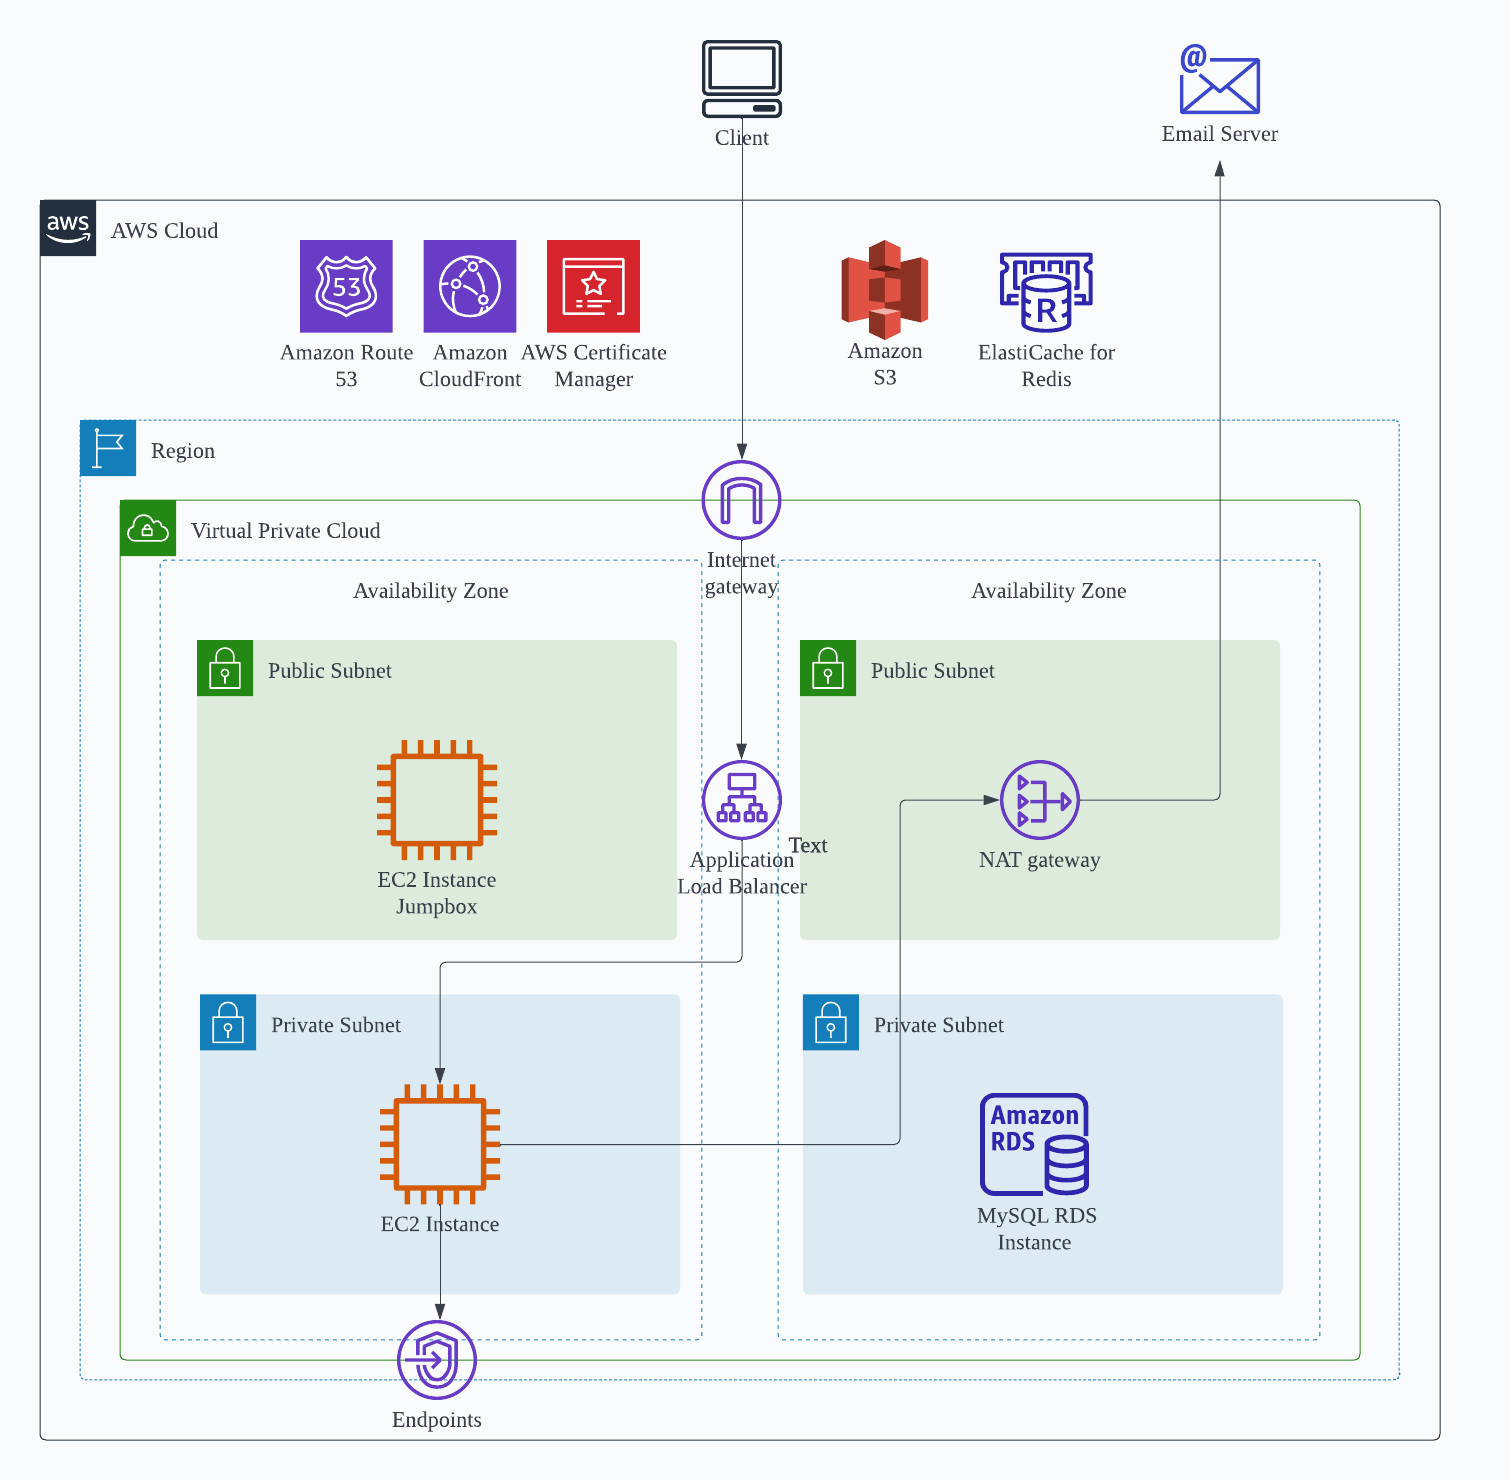 Client
@
Email Server
aws
AWS Cloud
53
Amazon Route
53
Amazon
CloudFront
AWS Certificate
Manager
Amazon
S3
R
ElastiCache for
Redis
Region
Virtual Private Cloud
Internet
gateway
Availability Zone
Availability Zone
Public Subnet
Public Subnet
EC2 Instance
Jumpbox
Application
Load Balancer
Text
NAT gateway
Private Subnet
Private Subnet
EC2 Instance
Amazon
RDS
MySQL RDS
Instance
Endpoints